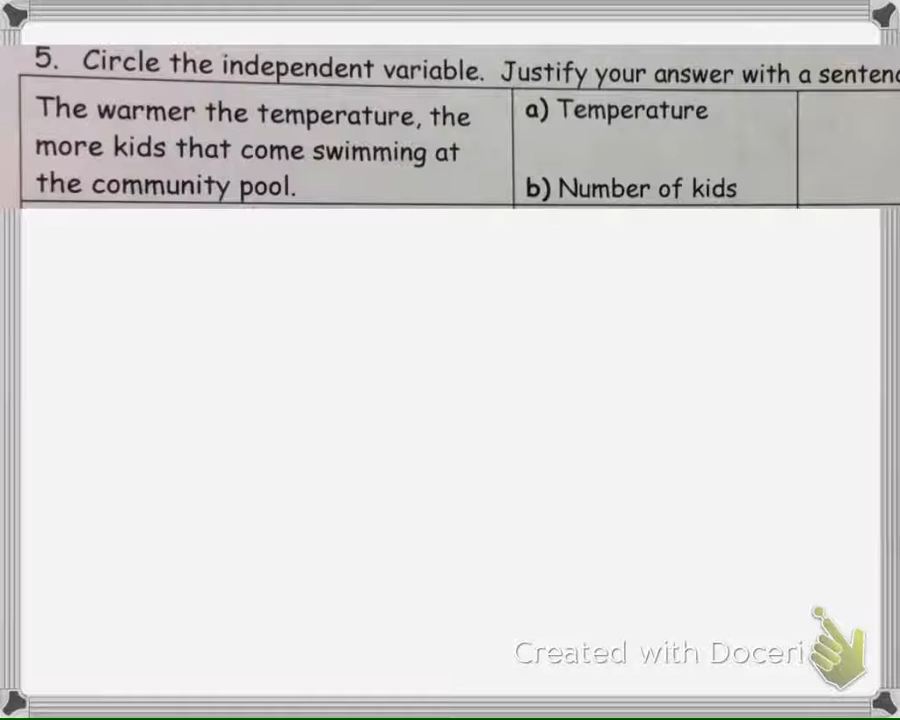 5. Circle the independent variable. Justify your answer with a
The warmer the temperature, the
more kids that come swimming at
the community pool.
a) Temperature
b) Number of kids
Created with Doceri